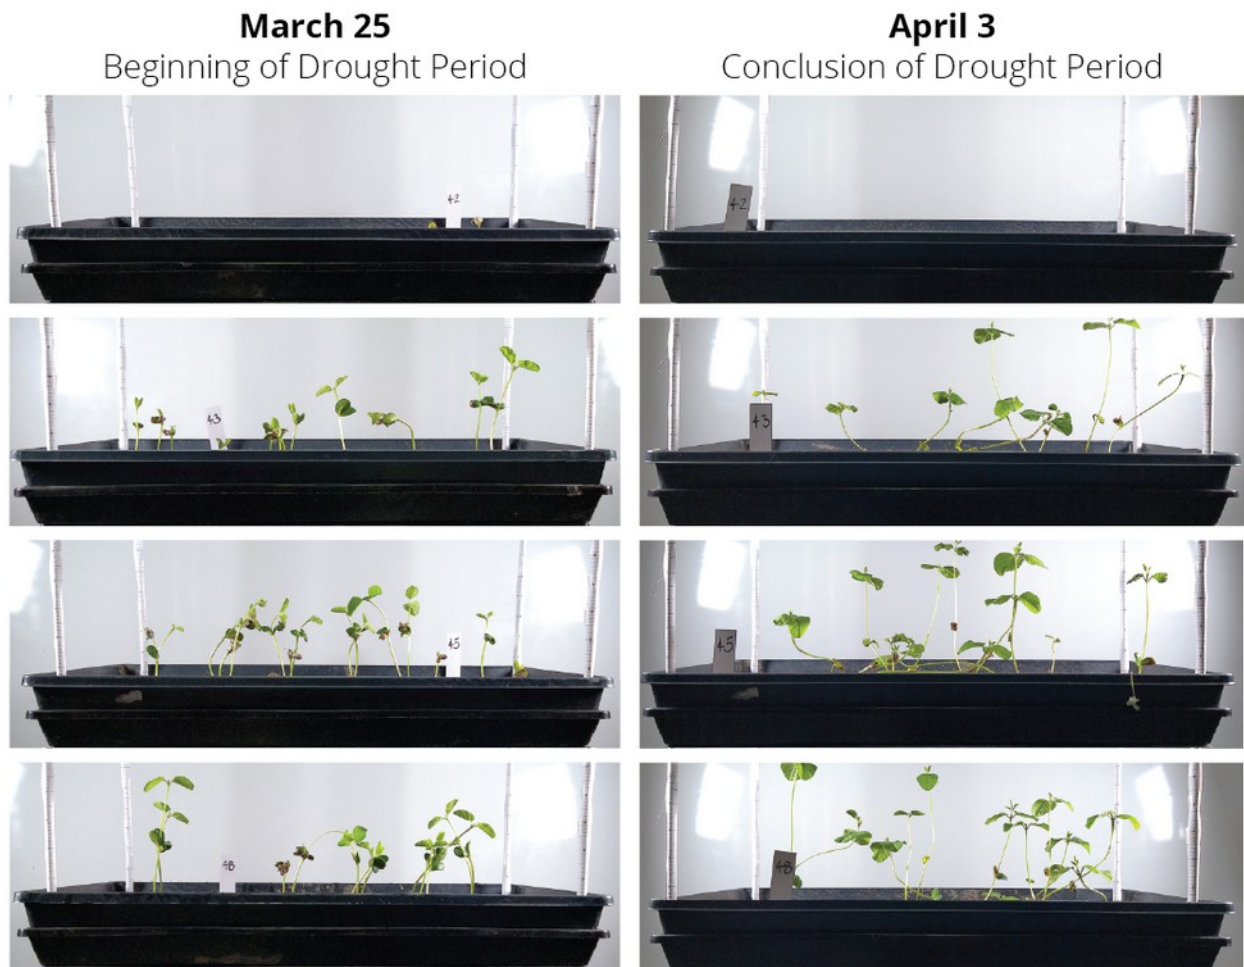 March 25
Beginning of Drought Period
April 3
Conclusion of Drought Period
42
42
43
43
45
45
48
48